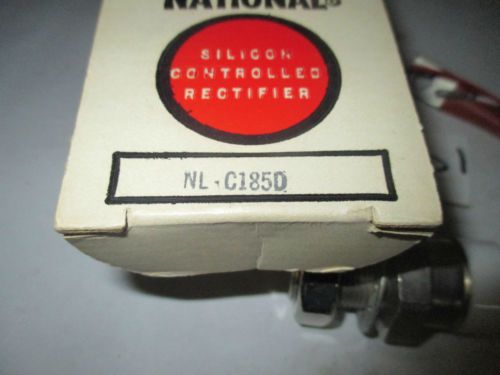 NATIONAL®
SILICON
CONTROLLED
RECTIFIER
NL-C185D